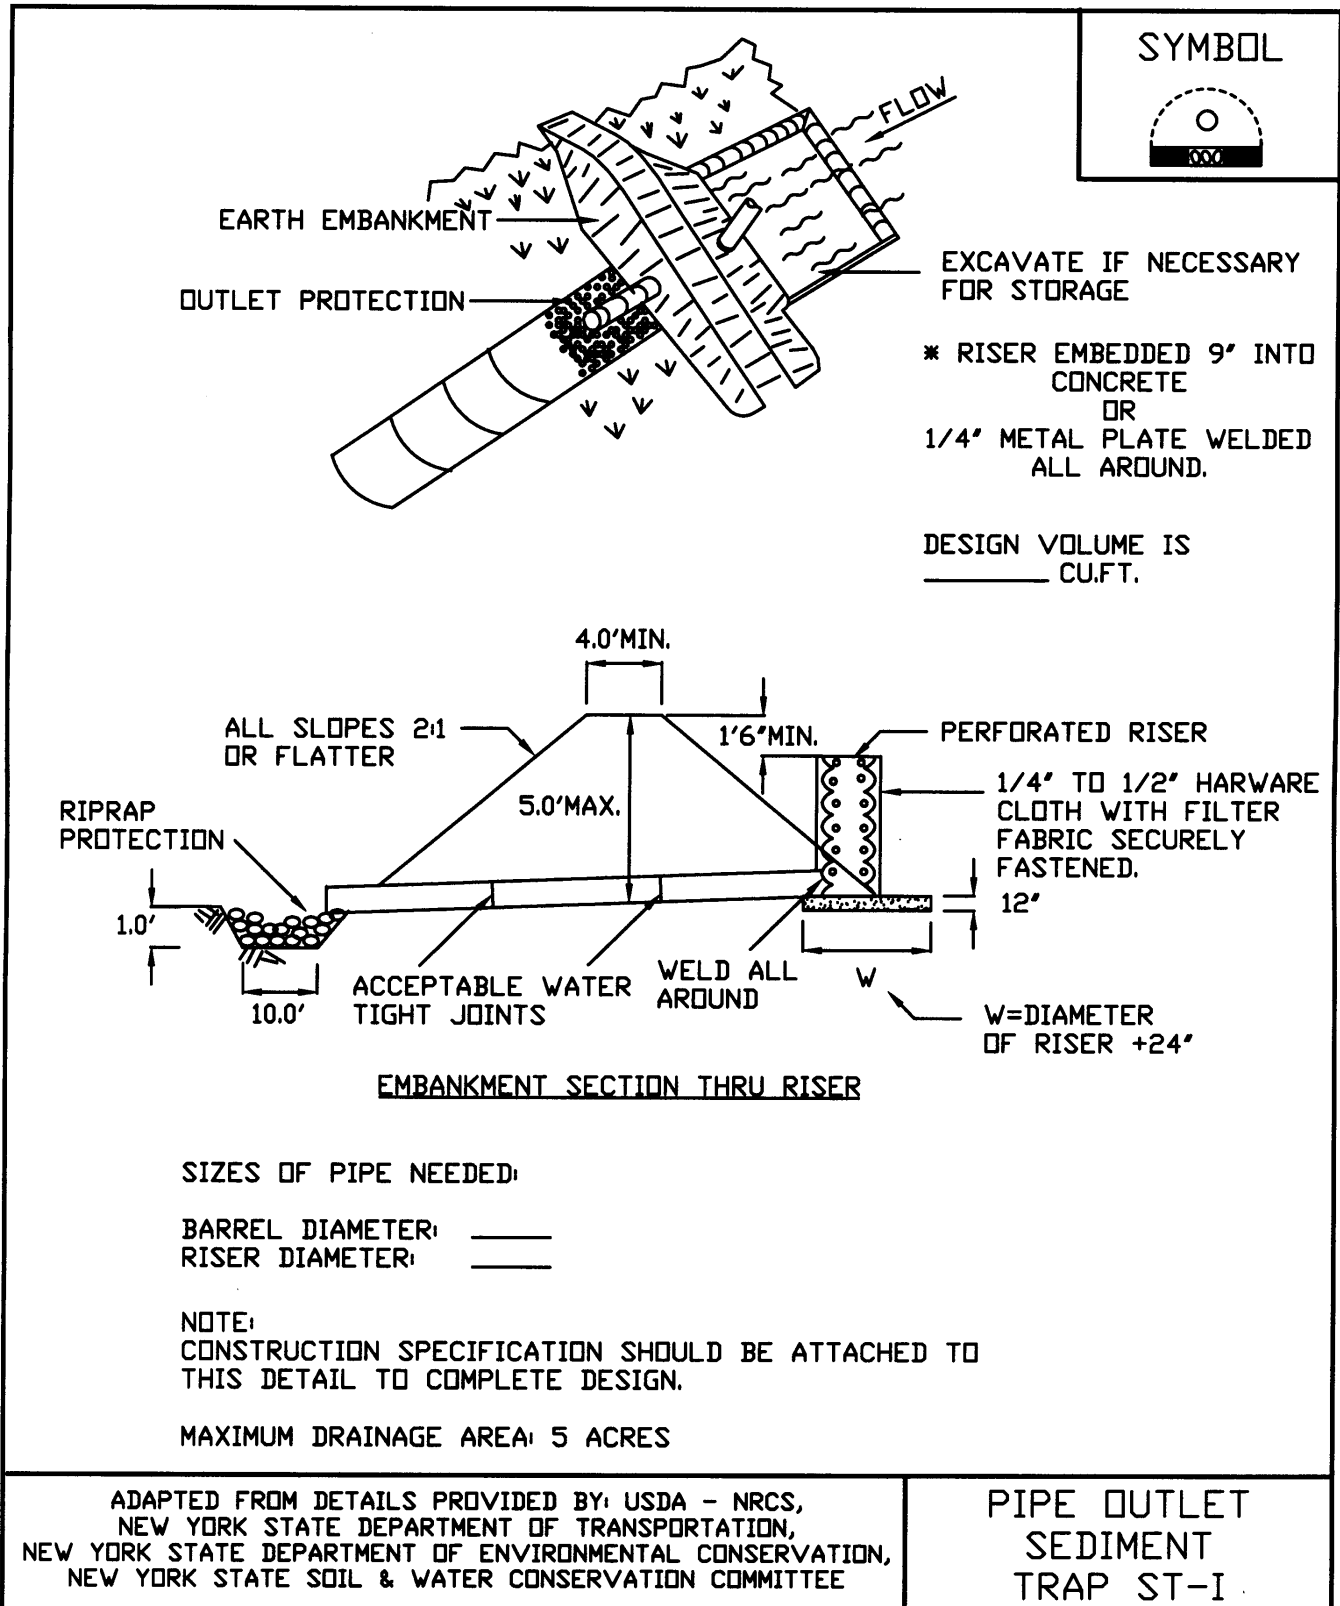 SYMBOL
FLOW
EARTH EMBANKMENT
OUTLET PROTECTION
EXCAVATE IF NECESSARY
FOR STORAGE
* RISER EMBEDDED 9" INTO
CONCRETE
OR
1/4" METAL PLATE WELDED
ALL AROUND.
DESIGN VOLUME IS
______ CU.FT.
4.0'MIN.
ALL SLOPES 2:1
OR FLATTER
1'6"MIN.
PERFORATED RISER
5.0'MAX.
1/4" TO 1/2" HARWARE
CLOTH WITH FILTER
FABRIC SECURELY
FASTENED.
RIPRAP
PROTECTION
1.0'
12"
10.0'
ACCEPTABLE WATER
TIGHT JOINTS
WELD ALL
AROUND
W
W=DIAMETER
OF RISER +24"
EMBANKMENT SECTION THRU RISER
SIZES OF PIPE NEEDED:
BARREL DIAMETER: ____
RISER DIAMETER: ____
NOTE:
CONSTRUCTION SPECIFICATION SHOULD BE ATTACHED TO
THIS DETAIL TO COMPLETE DESIGN.
MAXIMUM DRAINAGE AREA: 5 ACRES
ADAPTED FROM DETAILS PROVIDED BY: USDA - NRCS,
NEW YORK STATE DEPARTMENT OF TRANSPORTATION,
NEW YORK STATE DEPARTMENT OF ENVIRONMENTAL CONSERVATION,
NEW YORK STATE SOIL & WATER CONSERVATION COMMITTEE
PIPE OUTLET
SEDIMENT
TRAP ST-I